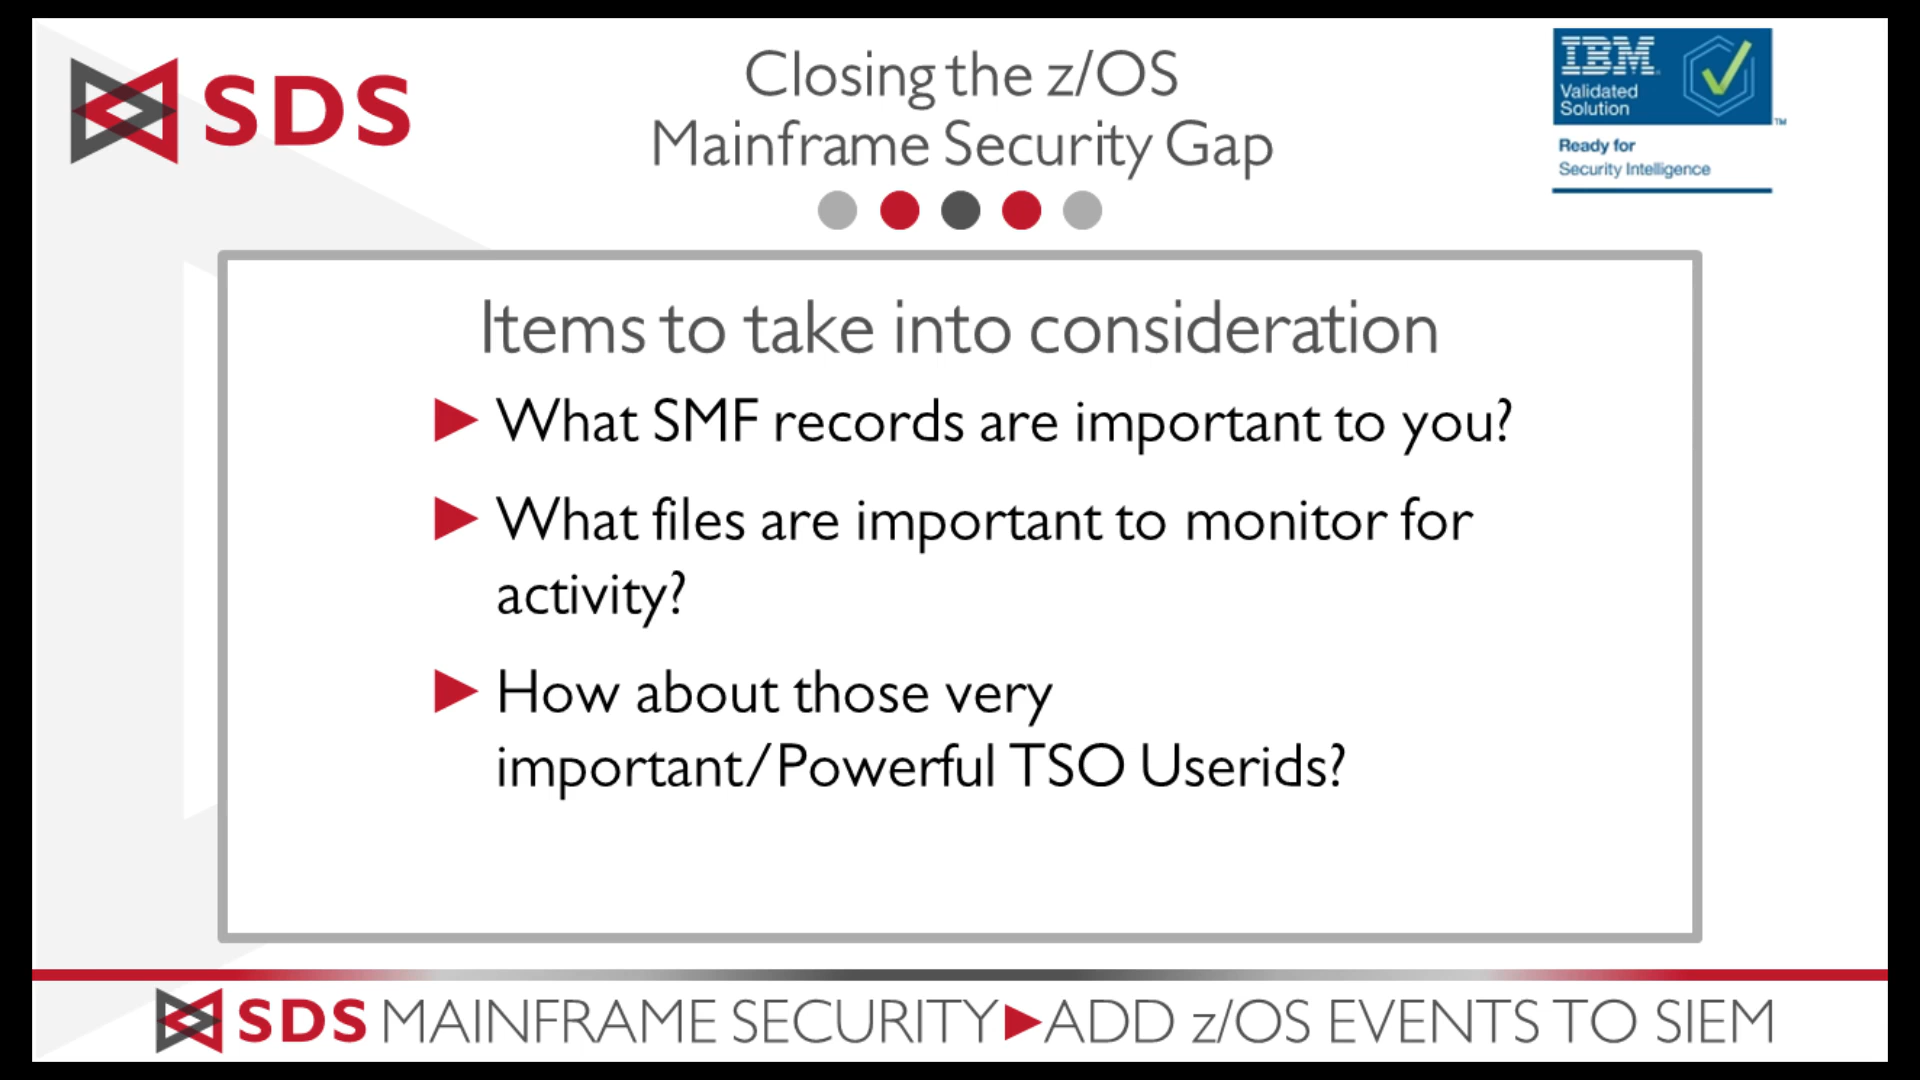 SDS
Closing the z/OS
Mainframe Security Gap
IBM
Validated
Solution
TM
Ready for
Security Intelligence
Items to take into consideration
What SMF records are important to you?
What files are important to monitor for
activity?
How about those very
important/Powerful TSO Userids?
SDS MAINFRAME SECURITY ADD z/OS EVENTS TO SIEM